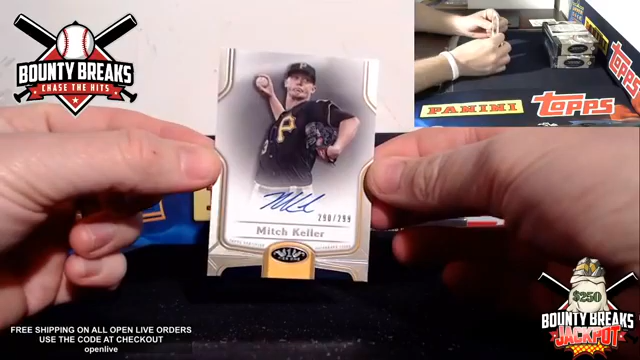 BOUNTY BREAKS
CHASE THE HITS
PANINI
topps
topps
P
290/299
Mitch Keller
FREE SHIPPING ON ALL OPEN LIVE ORDERS
USE THE CODE AT CHECKOUT
openlive
$250
BOUNTY BREAKS
JACKPOT